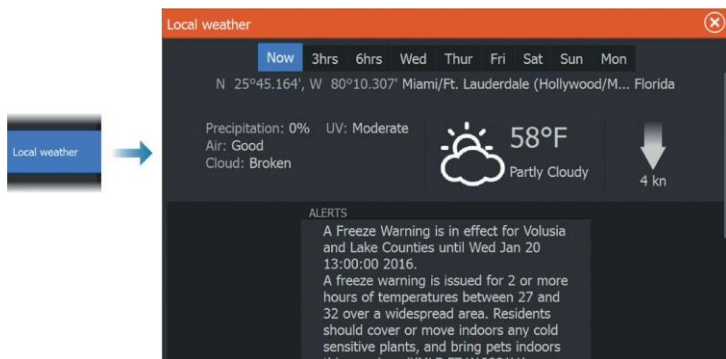 Local weather
Local weather
Now 3hrs 6hrs Wed Thur Fri Sat Sun Mon
N 25°45.164', W 80°10.307' Miami/Ft. Lauderdale (Hollywood/M... Florida
Precipitation: 0% UV: Moderate
Air: Good
Cloud: Broken
58°F
Partly Cloudy
4 kn
ALERTS
A Freeze Warning is in effect for Volusia
and Lake Counties until Wed Jan 20
13:00:00 2016.
A freeze warning is issued for 2 or more
hours of temperatures between 27 and
32 over a widespread area. Residents
should cover or move indoors any cold
sensitive plants, and bring pets indoors